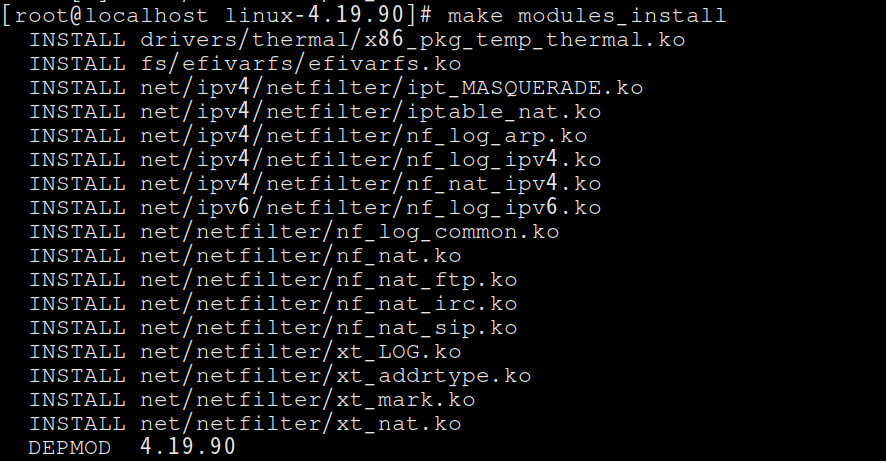 [root@localhost linux-4.19.90]# make modules_install
INSTALL drivers/thermal/x86_pkg_temp_thermal.ko
INSTALL fs/efivarfs/efivarfs.ko
INSTALL net/ipv4/netfilter/ipt_MASQUERADE.ko
INSTALL net/ipv4/netfilter/iptable_nat.ko
INSTALL net/ipv4/netfilter/nf_log_arp.ko
INSTALL net/ipv4/netfilter/nf_log_ipv4.ko
INSTALL net/ipv4/netfilter/nf_nat_ipv4.ko
INSTALL net/ipv6/netfilter/nf_log_ipv6.ko
INSTALL net/netfilter/nf_log_common.ko
INSTALL net/netfilter/nf_nat.ko
INSTALL net/netfilter/nf_nat_ftp.ko
INSTALL net/netfilter/nf_nat_irc.ko
INSTALL net/netfilter/nf_nat_sip.ko
INSTALL net/netfilter/xt_LOG.ko
INSTALL net/netfilter/xt_addrtype.ko
INSTALL net/netfilter/xt_mark.ko
INSTALL net/netfilter/xt_nat.ko
DEPMOD 4.19.90